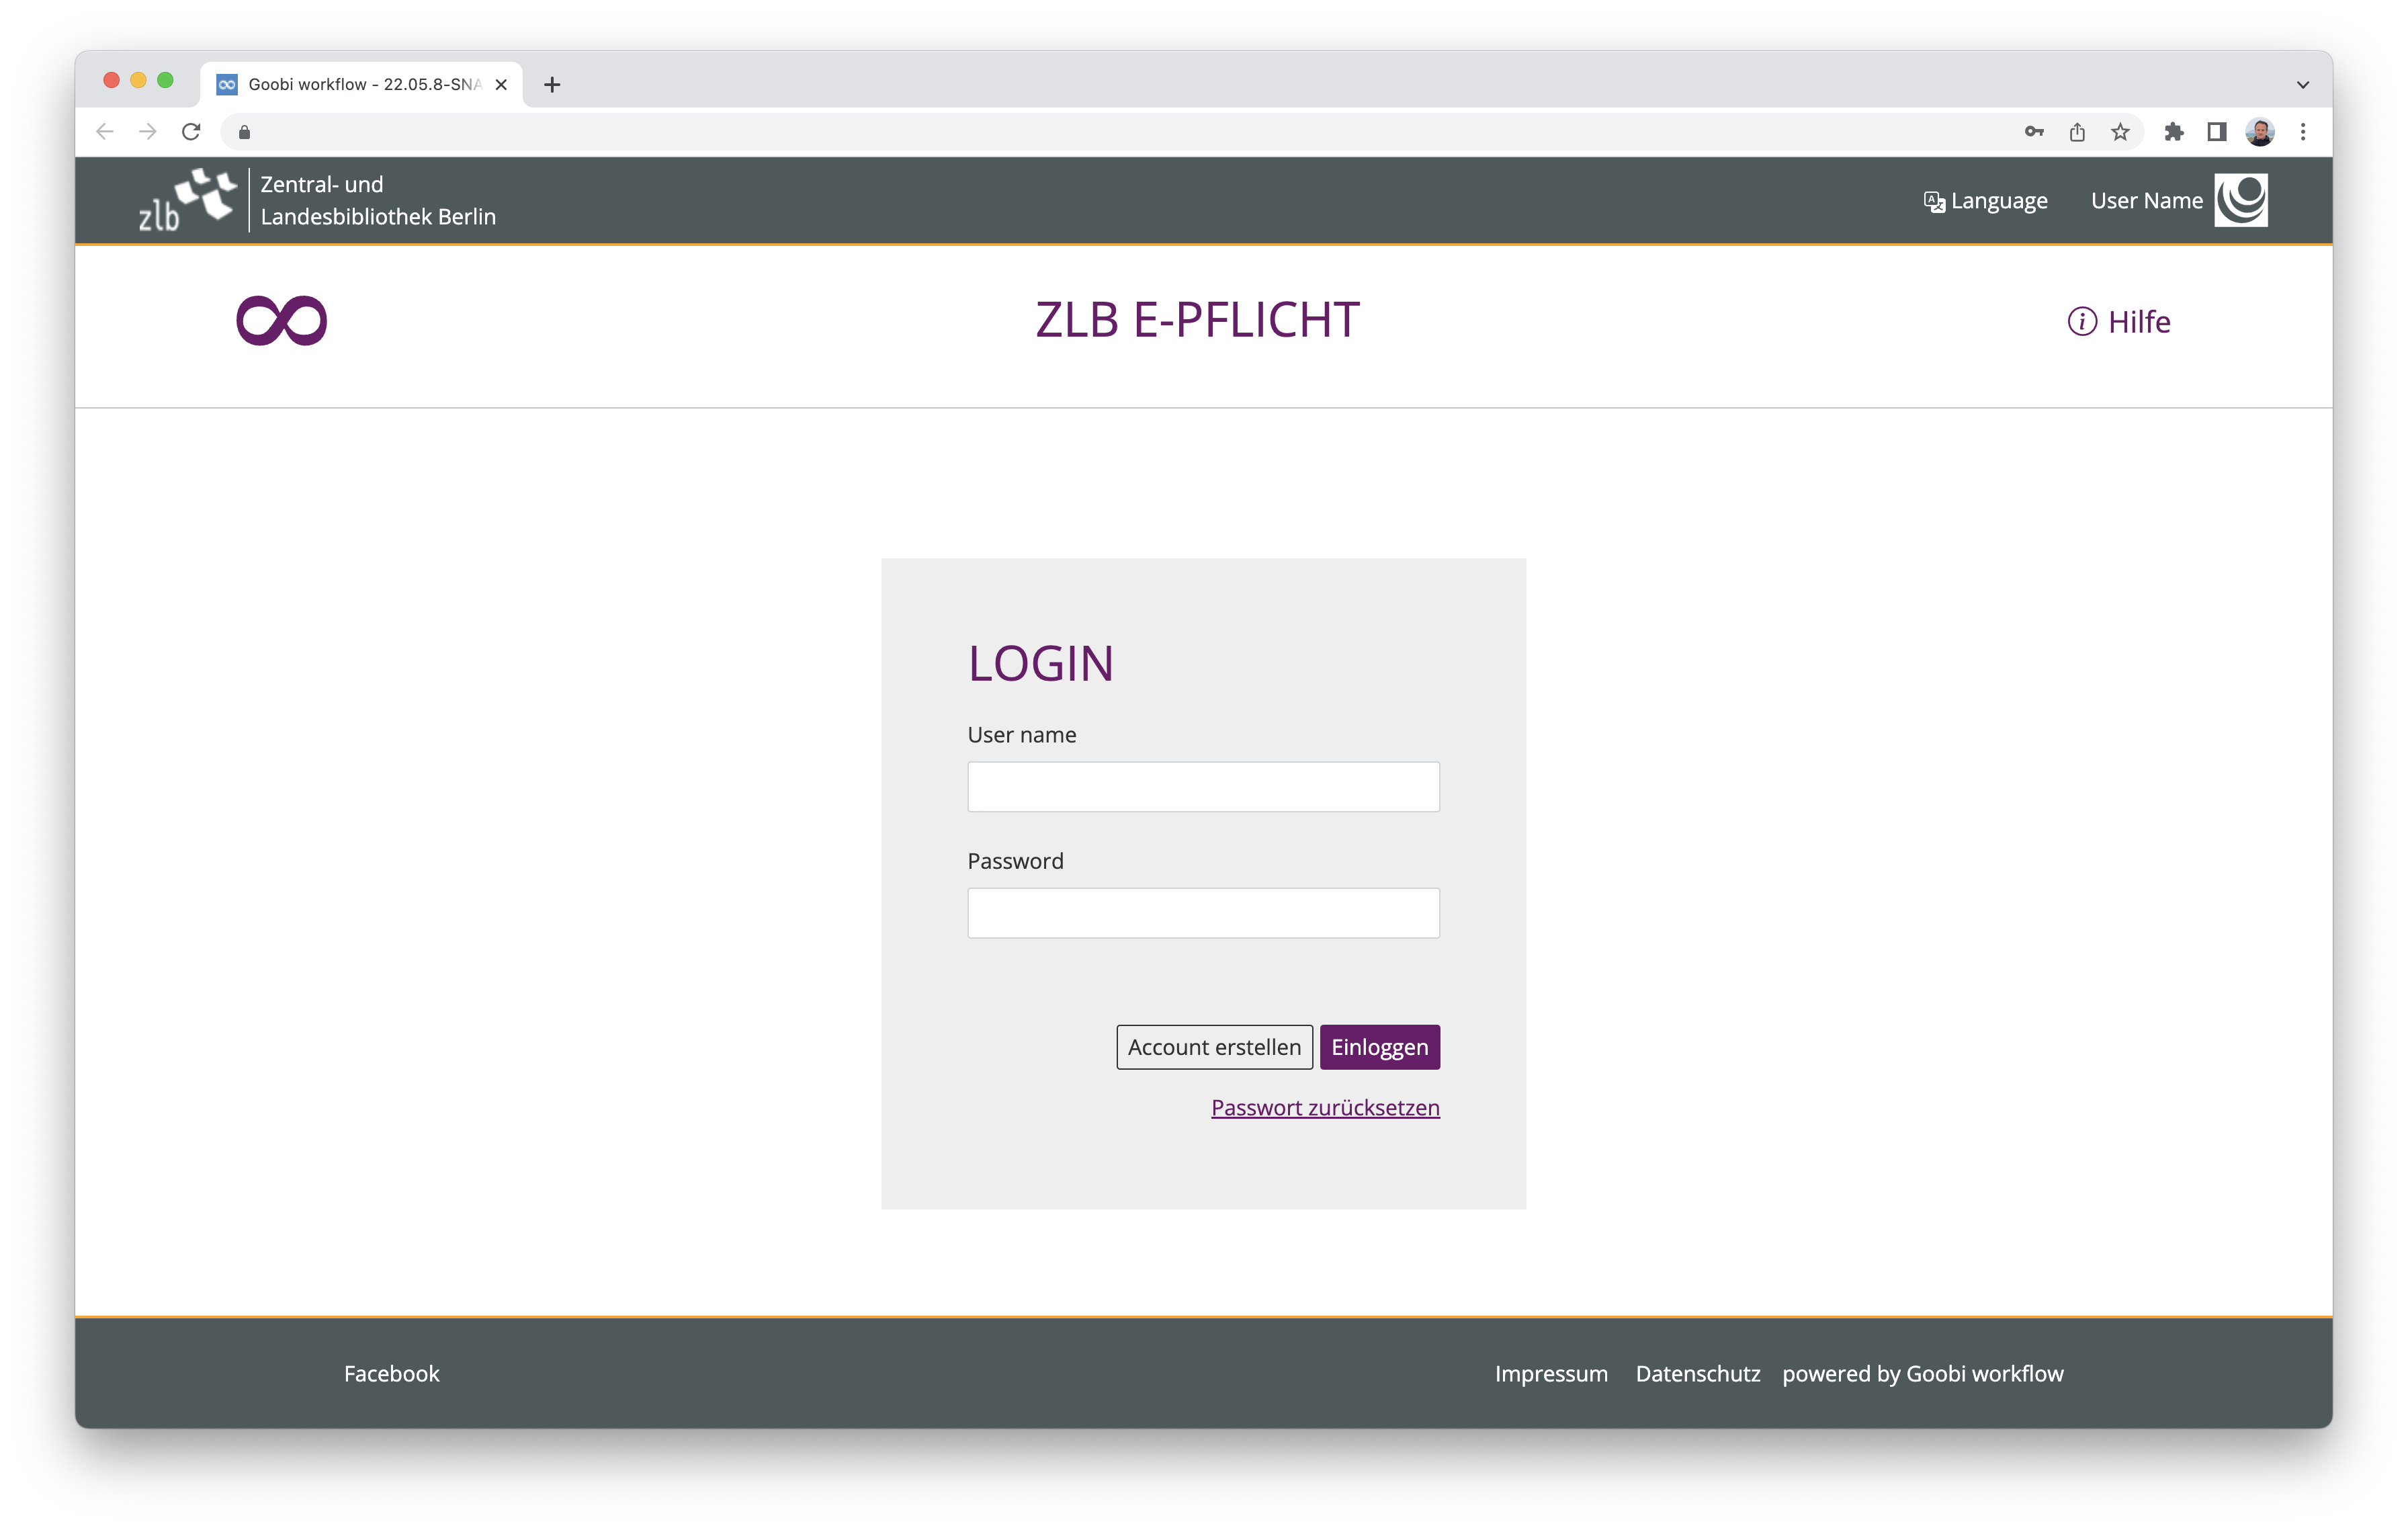 Goobi workflow - 22.05.8-SNA
zlb
Zentral- und
Landesbibliothek Berlin
Language
User Name
ZLB E-PFLICHT
Hilfe
LOGIN
User name
Password
Account erstellen
Einloggen
Passwort zurücksetzen
Facebook
Impressum
Datenschutz
powered by Goobi workflow